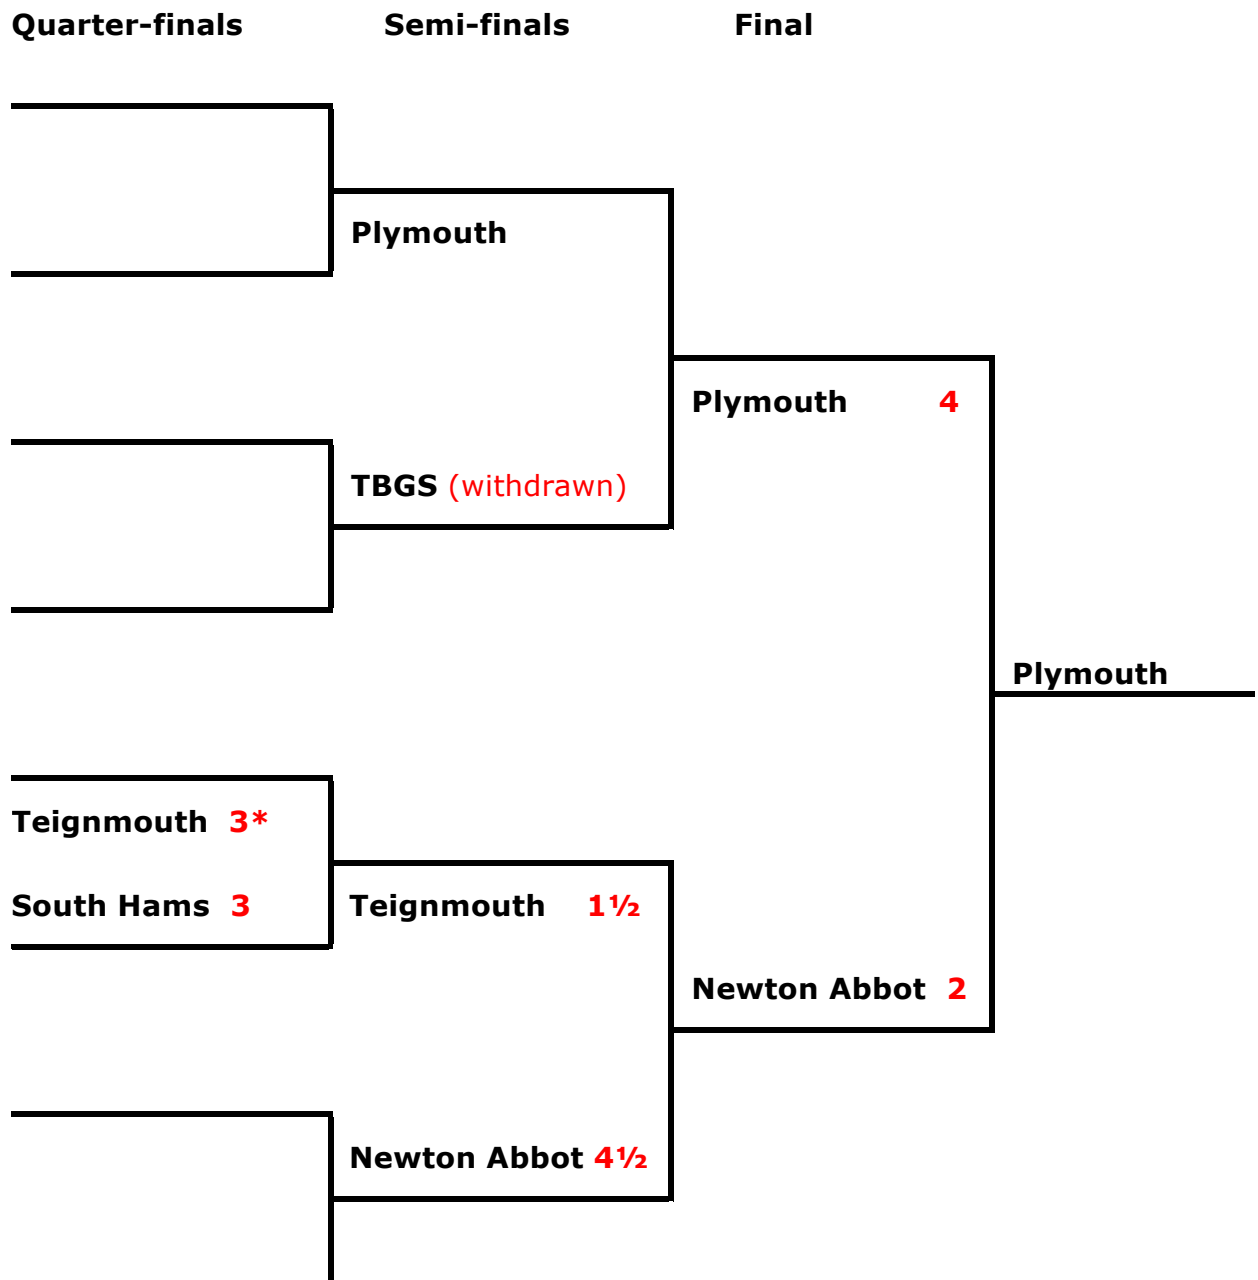 Quarter-finals Semi-finals Final
Plymouth
Plymouth 4
TBGS (withdrawn)
Plymouth
Teignmouth 3*
South Hams 3 Teignmouth 1½
Newton Abbot 2
Newton Abbot 4½